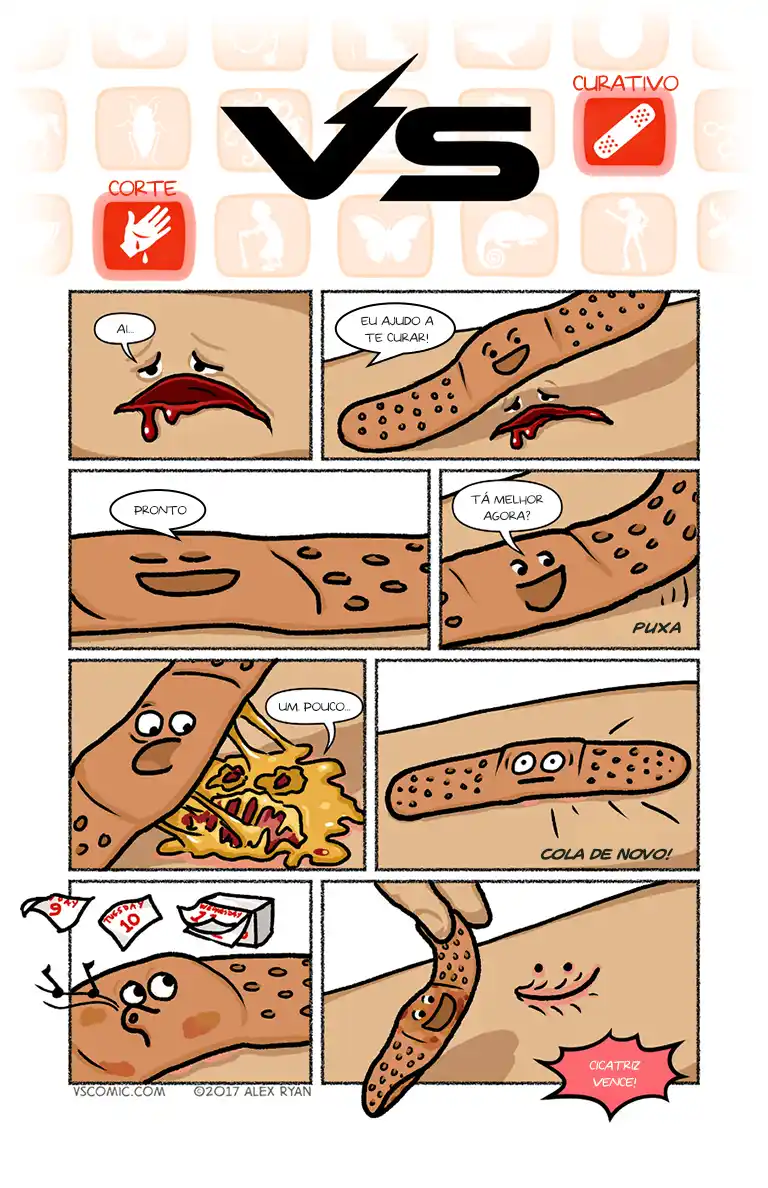 VS
CURATIVO
CORTE
AI...
EU AJUDO A
TE CURAR!
PRONTO
TÁ MELHOR
AGORA?
PUXA
UM POUCO...
COLA DE NOVO!
9
TUESDAY
10
WEDNESDAY
CICATRIZ
VENCE!
VSCOMIC.COM ©2017 ALEX RYAN